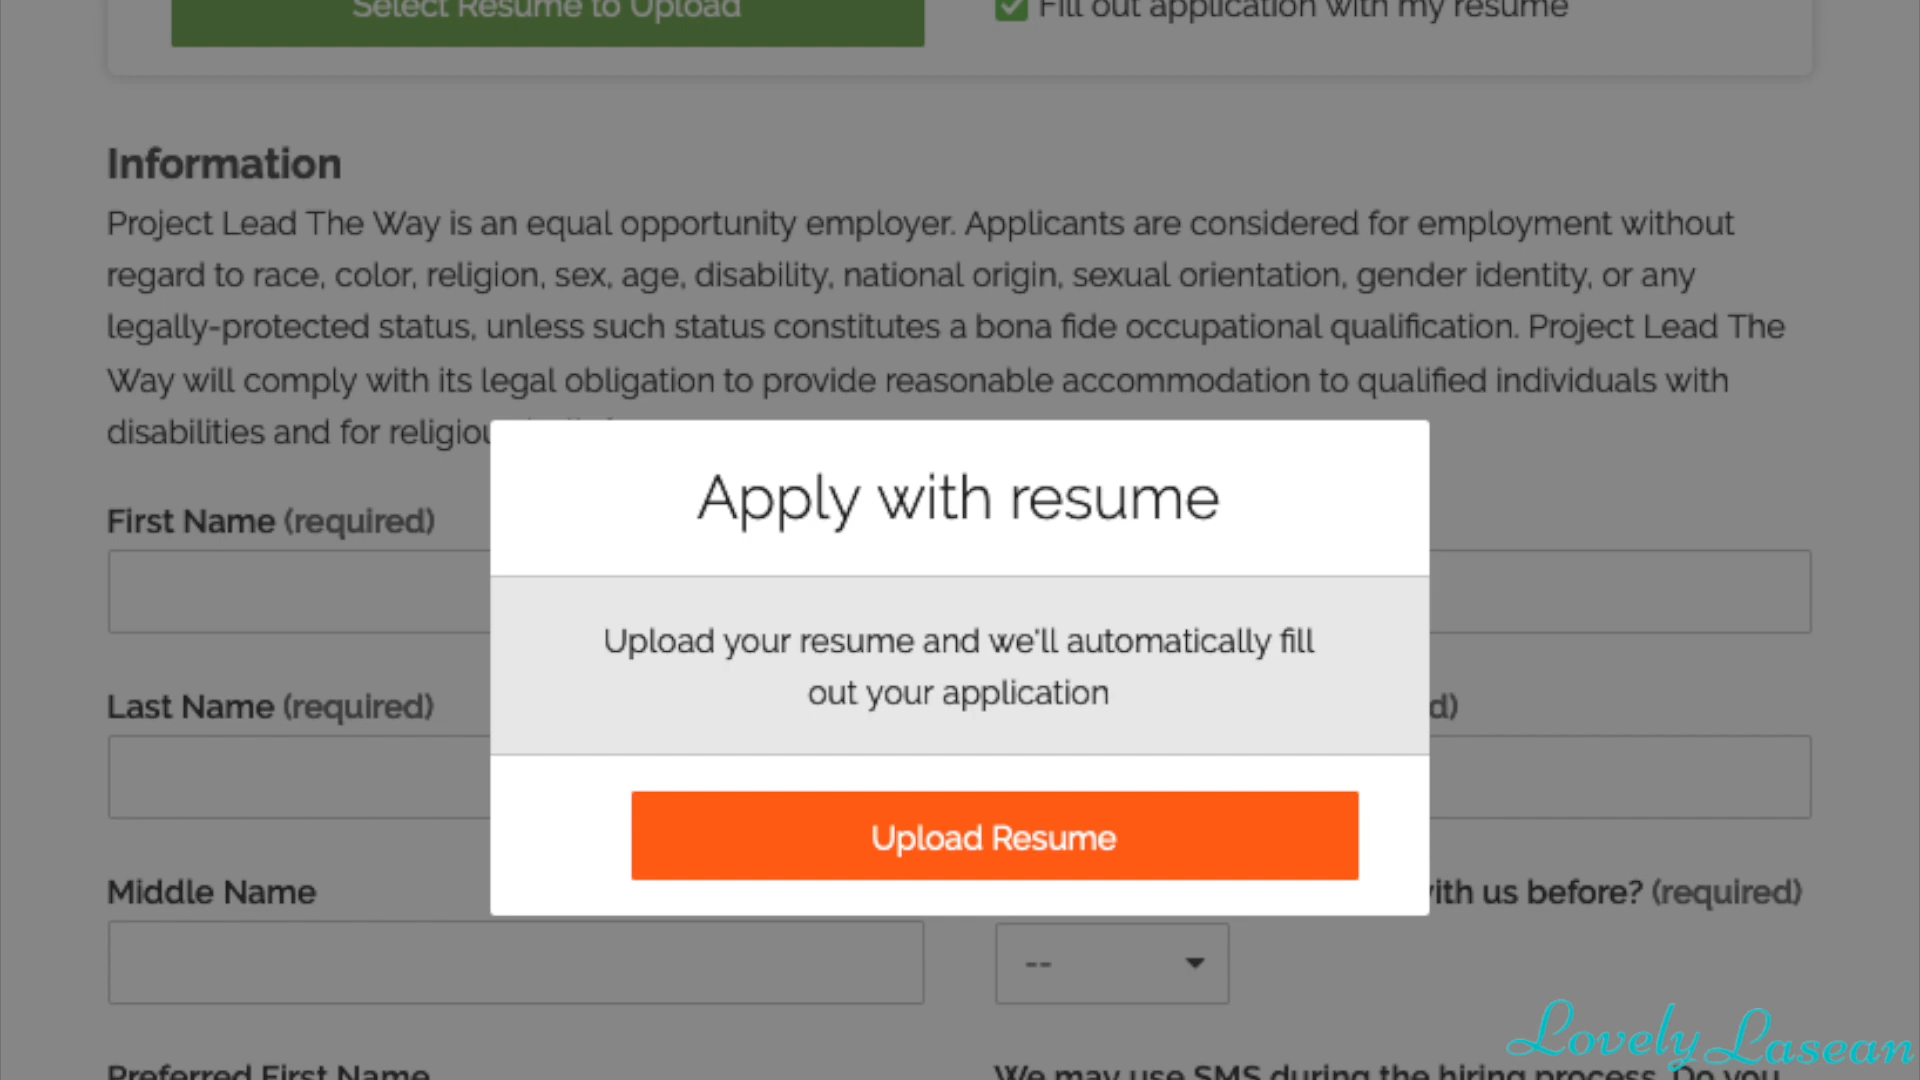 Select Resume to Upload
Fill out application with my resume
Information
Project Lead The Way is an equal opportunity employer. Applicants are considered for employment without
regard to race, color, religion, sex, age, disability, national origin, sexual orientation, gender identity, or any
legally-protected status, unless such status constitutes a bona fide occupational qualification. Project Lead The
Way will comply with its legal obligation to provide reasonable accommodation to qualified individuals with
disabilities and for
Apply with resume
Upload your resume and we'll automatically fill
out your application
Upload Resume
First Name (required)
Last Name (required)
Middle Name
with us before? (required)
--
Preferred First Name
We may use SMS during the hiring process. Do you
Lovely Lasean